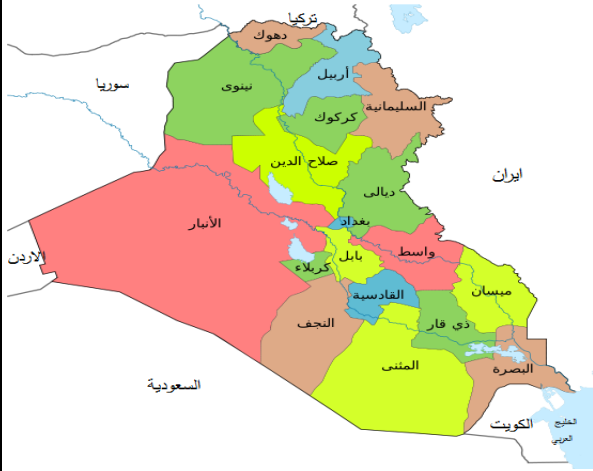 تركيا
دهوك
أربيل
نينوى
سوريا
السليمانية
كركوك
صلاح الدين
ايران
ديالى
بغداد
الأنبار
واسط
بابل
الاردن
كربلاء
ميسان
القادسية
النجف
ذي قار
المثنى
البصرة
السعودية
الكويت
الخليج
العربي